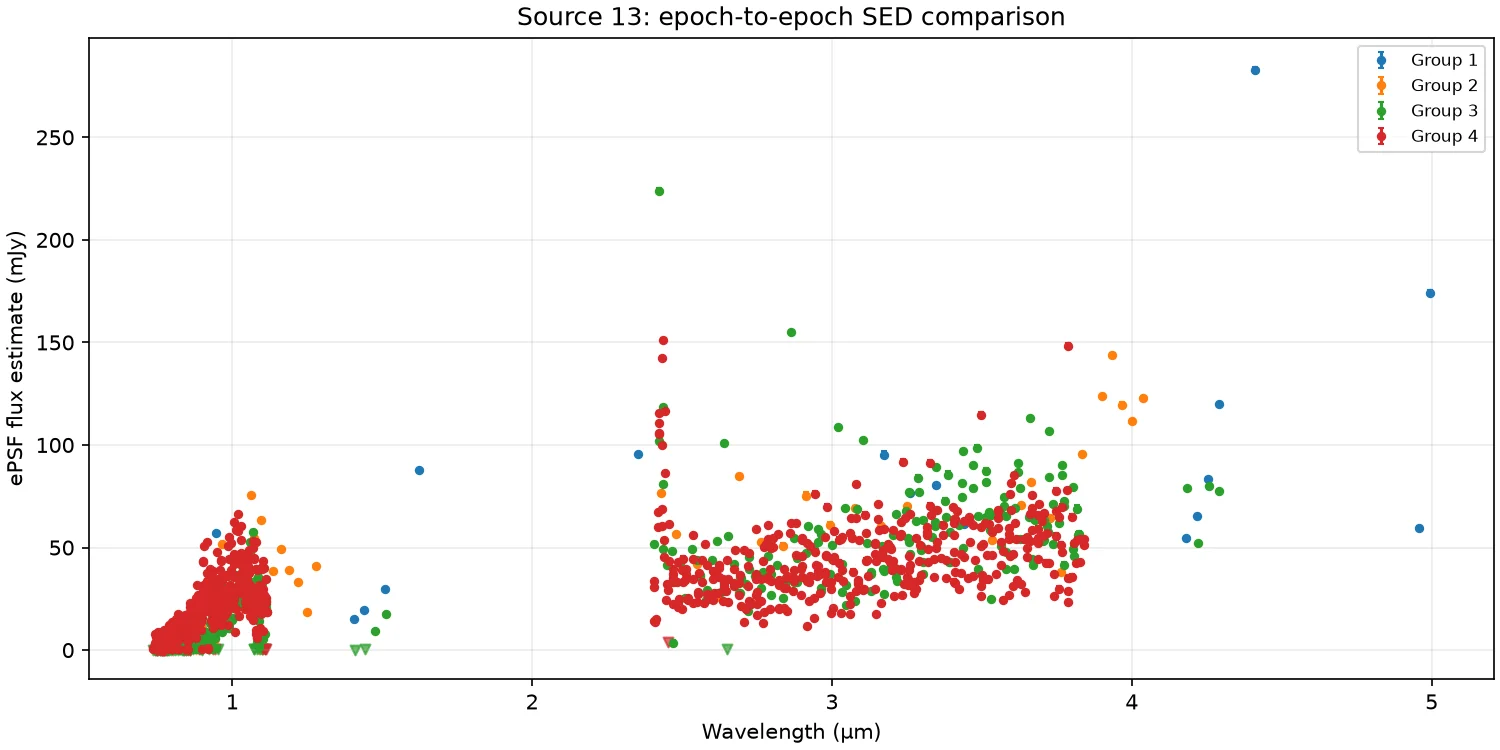 Source 13: epoch-to-epoch SED comparison
ePSF flux estimate (mJy)
250
200
150
100
50
0
Group 1
Group 2
Group 3
Group 4
1 2 3 4 5
Wavelength (µm)